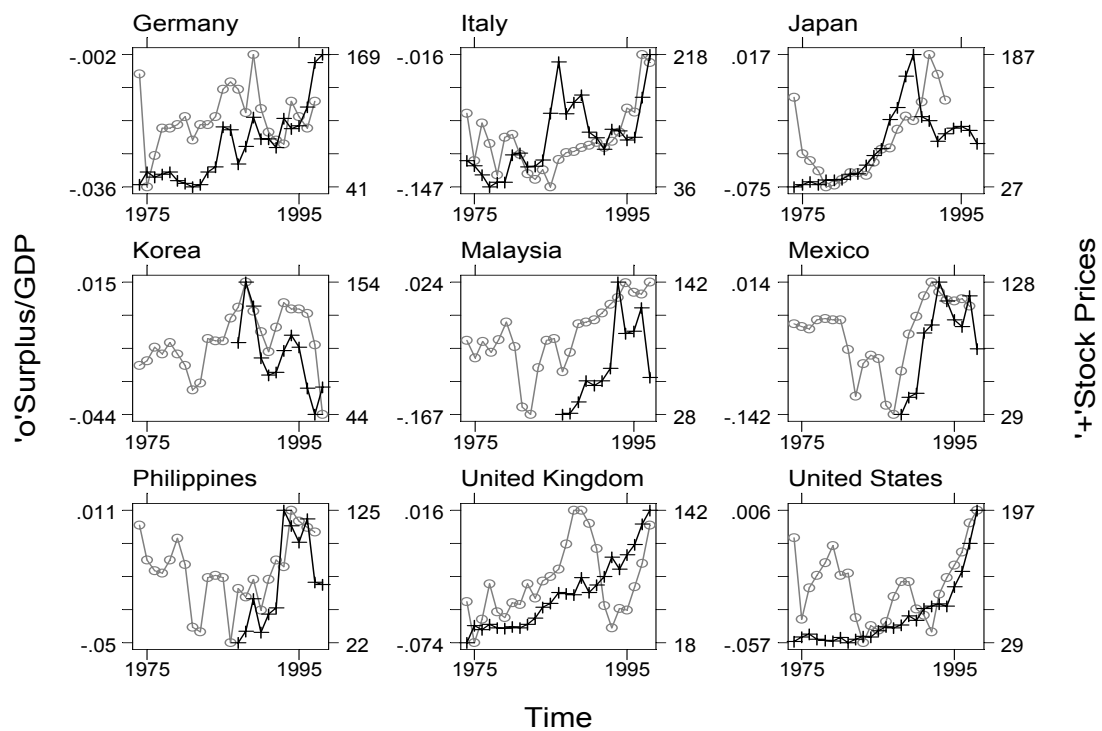 Germany Italy Japan
-.002 169 -.016 218 .017 187
-.036 41 -.147 36 -.075 27
1975 1995 1975 1995 1975 1995
Korea Malaysia Mexico
.015 154 .024 142 .014 128
-.044 44 -.167 28 -.142 29
1975 1995 1975 1995 1975 1995
Philippines United Kingdom United States
.011 125 .016 142 .006 197
-.05 22 -.074 18 -.057 29
1975 1995 1975 1995 1975 1995
'o'Surplus/GDP
'+'Stock Prices
Time